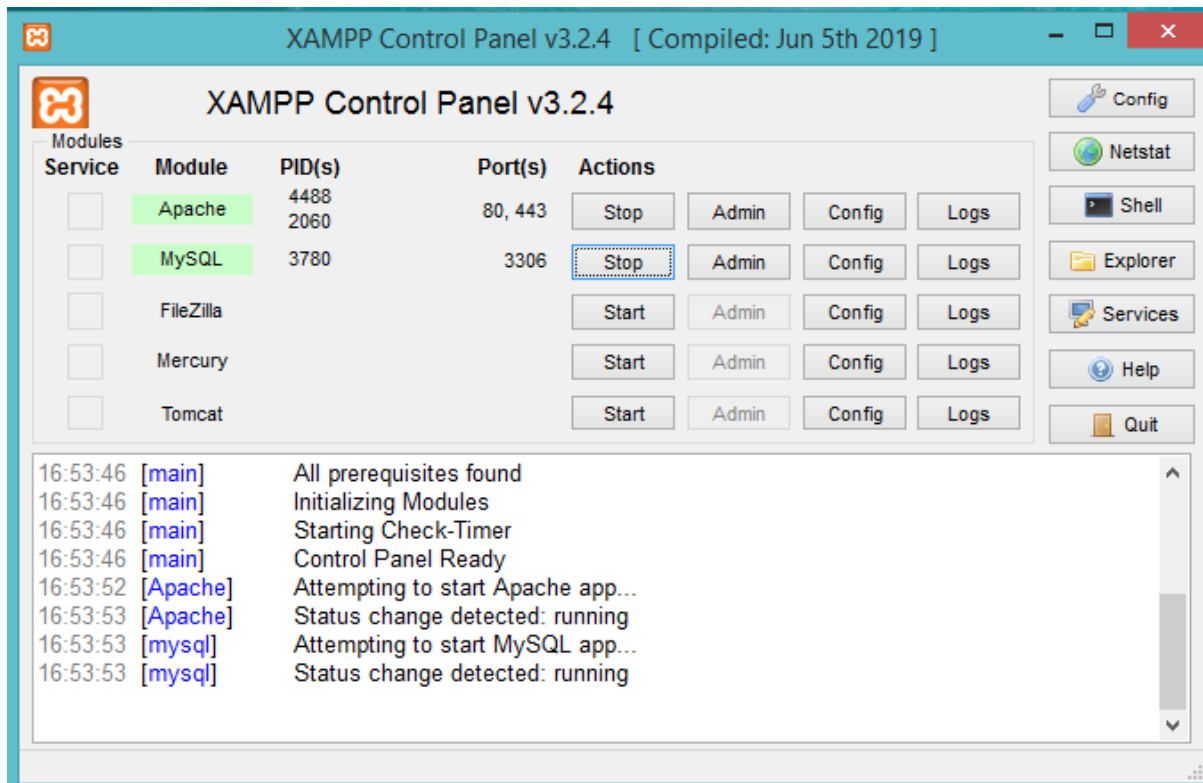 XAMPP Control Panel v3.2.4 [ Compiled: Jun 5th 2019 ]
XAMPP Control Panel v3.2.4
Config
Modules
Service Module PID(s) Port(s) Actions
Netstat
Apache 4488 2060 80, 443 Stop Admin Config Logs
Shell
MySQL 3780 3306 Stop Admin Config Logs
Explorer
FileZilla Start Admin Config Logs
Services
Mercury Start Admin Config Logs
Help
Tomcat Start Admin Config Logs
Quit
16:53:46 [main] All prerequisites found
16:53:46 [main] Initializing Modules
16:53:46 [main] Starting Check-Timer
16:53:46 [main] Control Panel Ready
16:53:52 [Apache] Attempting to start Apache app...
16:53:53 [Apache] Status change detected: running
16:53:53 [mysql] Attempting to start MySQL app...
16:53:53 [mysql] Status change detected: running